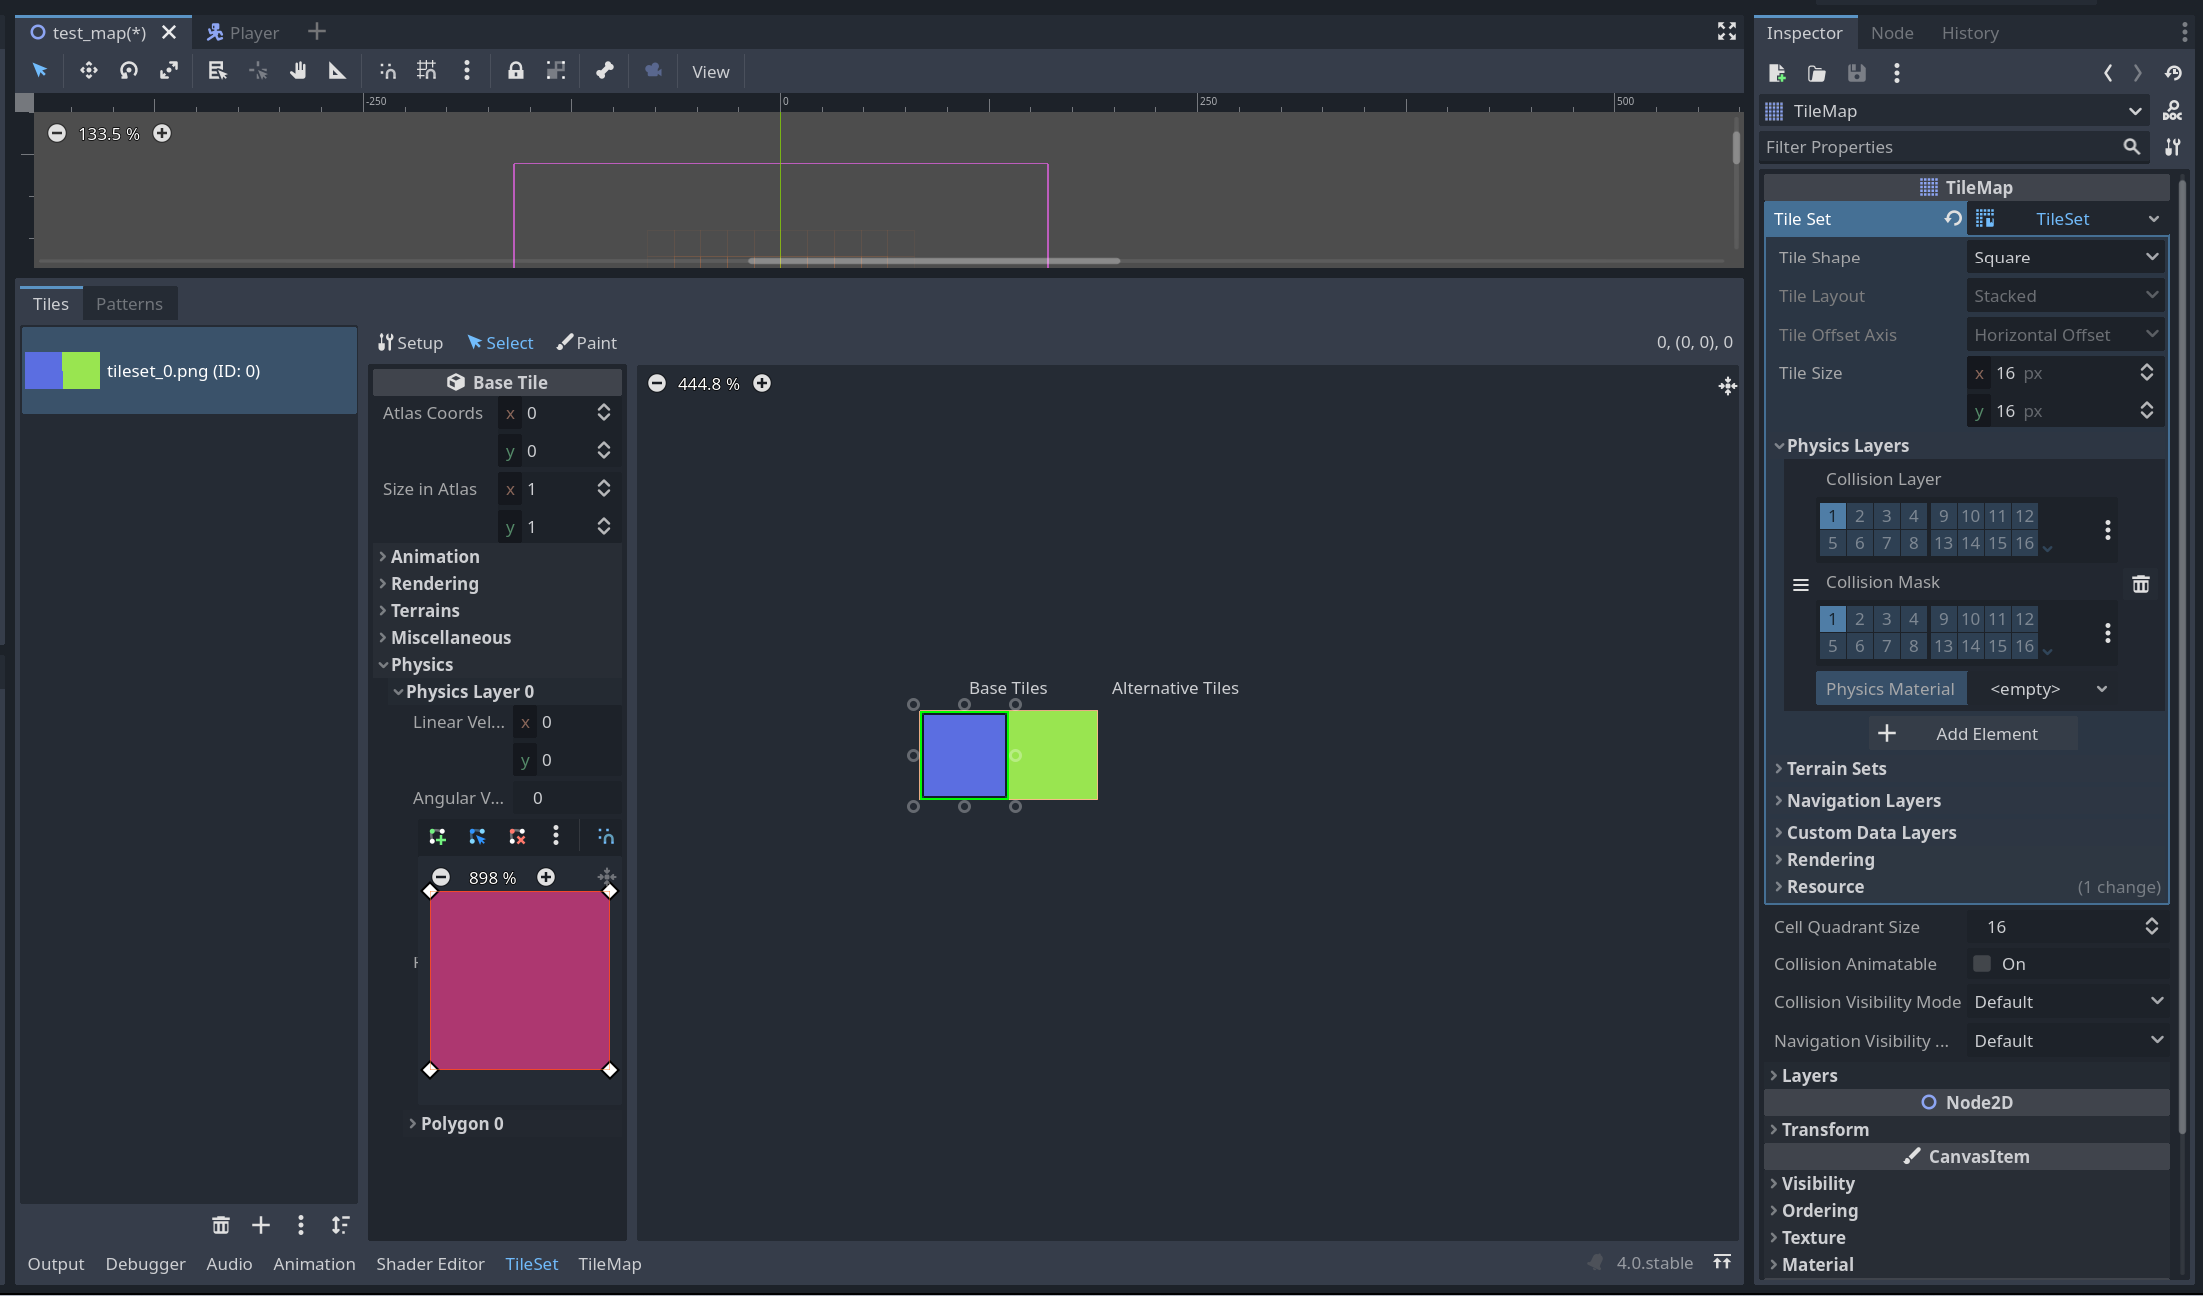 test_map(*)
Player
View
-250
0
250
500
133.5 %
Tiles
Patterns
tileset_0.png (ID: 0)
Setup
Select
Paint
0, (0, 0), 0
Base Tile
Atlas Coords x 0
y 0
Size in Atlas x 1
y 1
Animation
Rendering
Terrains
Miscellaneous
Physics
Physics Layer 0
Linear Vel... x 0
y 0
Angular V... 0
898 %
Polygon 0
444.8 %
Base Tiles
Alternative Tiles
Output
Debugger
Audio
Animation
Shader Editor
TileSet
TileMap
4.0.stable
Inspector
Node
History
TileMap
DOC
Filter Properties
TileMap
Tile Set TileSet
Tile Shape Square
Tile Layout Stacked
Tile Offset Axis Horizontal Offset
Tile Size x 16 px
y 16 px
Physics Layers
Collision Layer
1 2 3 4 9 10 11 12
5 6 7 8 13 14 15 16
Collision Mask
1 2 3 4 9 10 11 12
5 6 7 8 13 14 15 16
Physics Material <empty>
Add Element
Terrain Sets
Navigation Layers
Custom Data Layers
Rendering
Resource (1 change)
Cell Quadrant Size 16
Collision Animatable On
Collision Visibility Mode Default
Navigation Visibility ... Default
Layers
Node2D
Transform
CanvasItem
Visibility
Ordering
Texture
Material